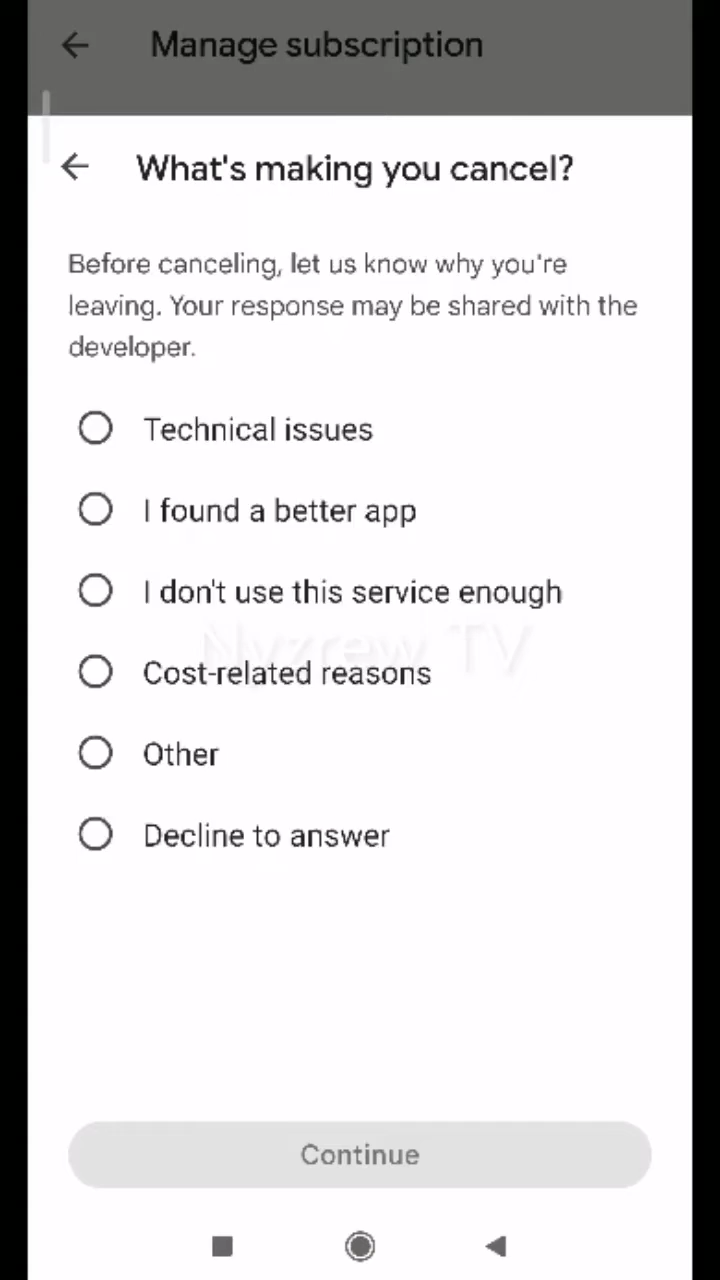 Manage subscription
What's making you cancel?
Before canceling, let us know why you're
leaving. Your response may be shared with the
developer.
Technical issues
I found a better app
I don't use this service enough
Nyzrew TV
Cost-related reasons
Other
Decline to answer
Continue